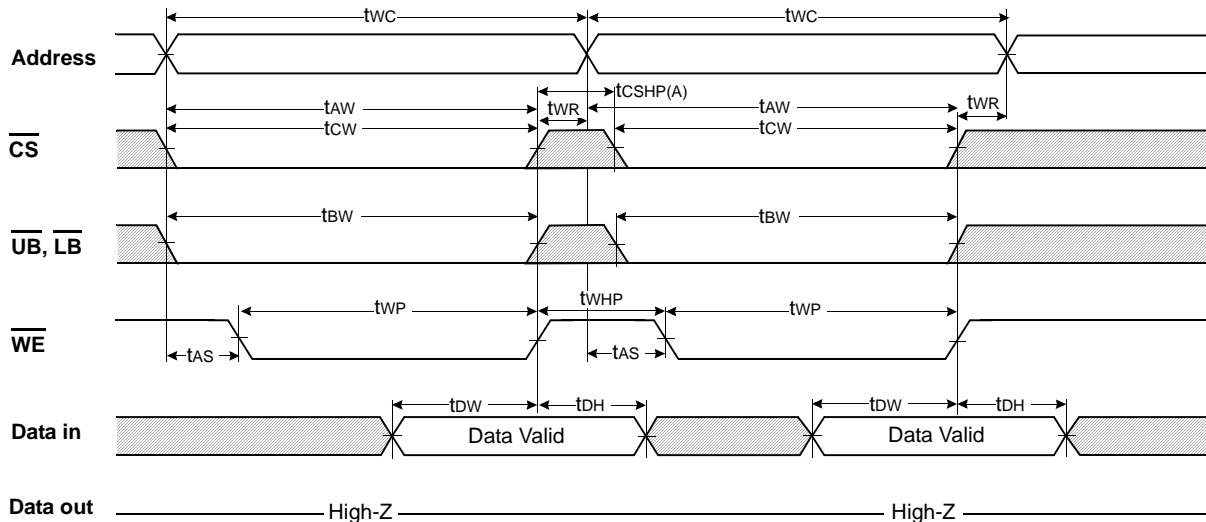 tWC tWC
Address
tCSHP(A)
tAW tWR tAW tWR
tCW tCW
CS
tBW tBW
UB, LB
tWP tWHP tWP
WE
tAS tAS
tDW tDH tDW tDH
Data in Data Valid Data Valid
Data out High-Z High-Z